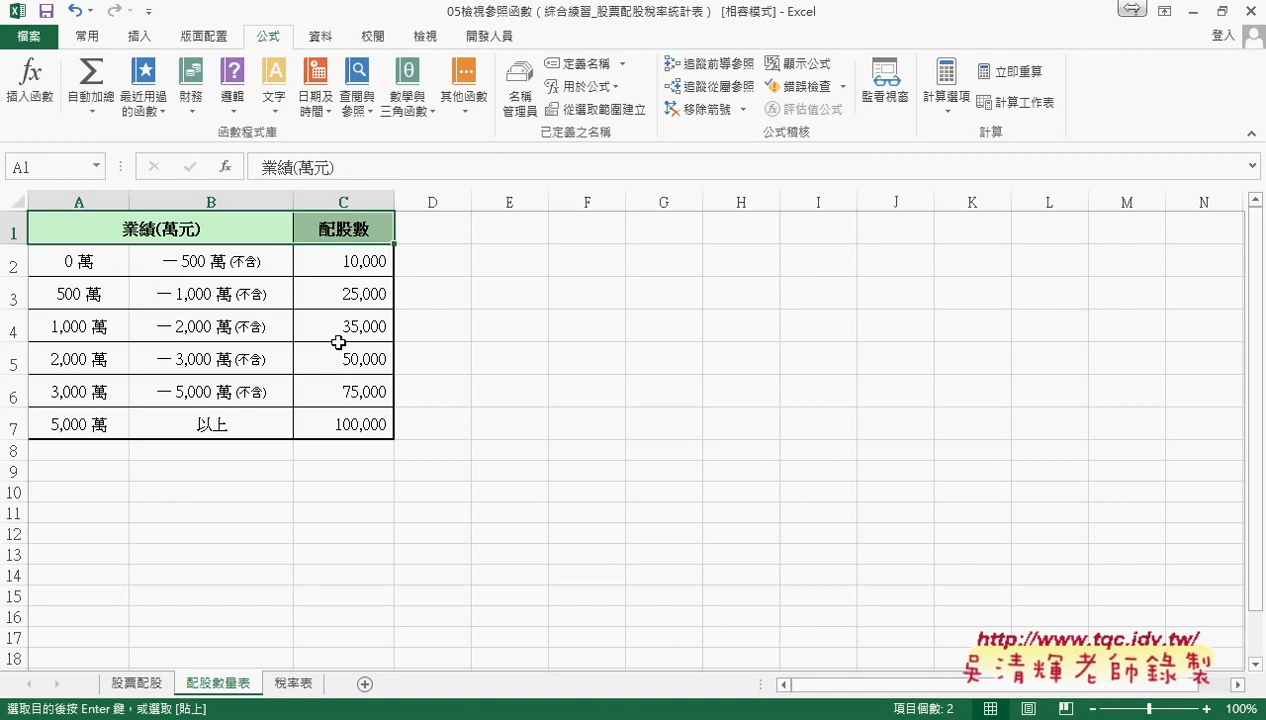 05檢視參照函數（綜合練習_股票配股稅率統計表） [相容模式] - Excel
檔案 常用 插入 版面配置 公式 資料 校閱 檢視 開發人員 登入
fx 插入函數
自動加總
最近用過的函數
財務
邏輯
文字
日期及時間
查閱與參照
數學與三角函數
其他函數
函數程式庫
名稱管理員
定義名稱
用於公式
從選取範圍建立
已定義之名稱
追蹤前導參照
追蹤從屬參照
移除箭號
顯示公式
錯誤檢查
評估值公式
公式稽核
監看視窗
計算選項
立即重算
計算工作表
計算
A1 fx 業績(萬元)
A B C D E F G H I J K L M N
1 業績(萬元) 配股數
2 0 萬 — 500 萬 (不含) 10,000
3 500 萬 — 1,000 萬 (不含) 25,000
4 1,000 萬 — 2,000 萬 (不含) 35,000
5 2,000 萬 — 3,000 萬 (不含) 50,000
6 3,000 萬 — 5,000 萬 (不含) 75,000
7 5,000 萬 以上 100,000
8
9
10
11
12
13
14
15
16
17
18
http://www.tqc.idv.tw/
吳清輝老師錄製
股票配股 配股數量表 稅率表
選取目的後按 Enter 鍵，或選取 [貼上] 項目個數: 2 100%